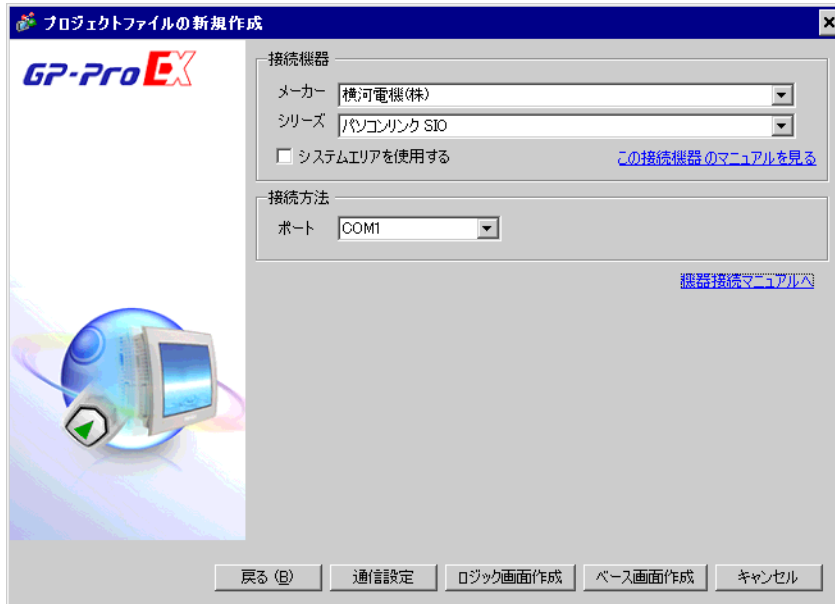 プロジェクトファイルの新規作成
GP-Pro EX
接続機器
メーカー 横河電機(株)
シリーズ パソコンリンク SIO
システムエリアを使用する この接続機器のマニュアルを見る
接続方法
ポート COM1
機器接続マニュアルへ
戻る (B) 通信設定 ロジック画面作成 ベース画面作成 キャンセル